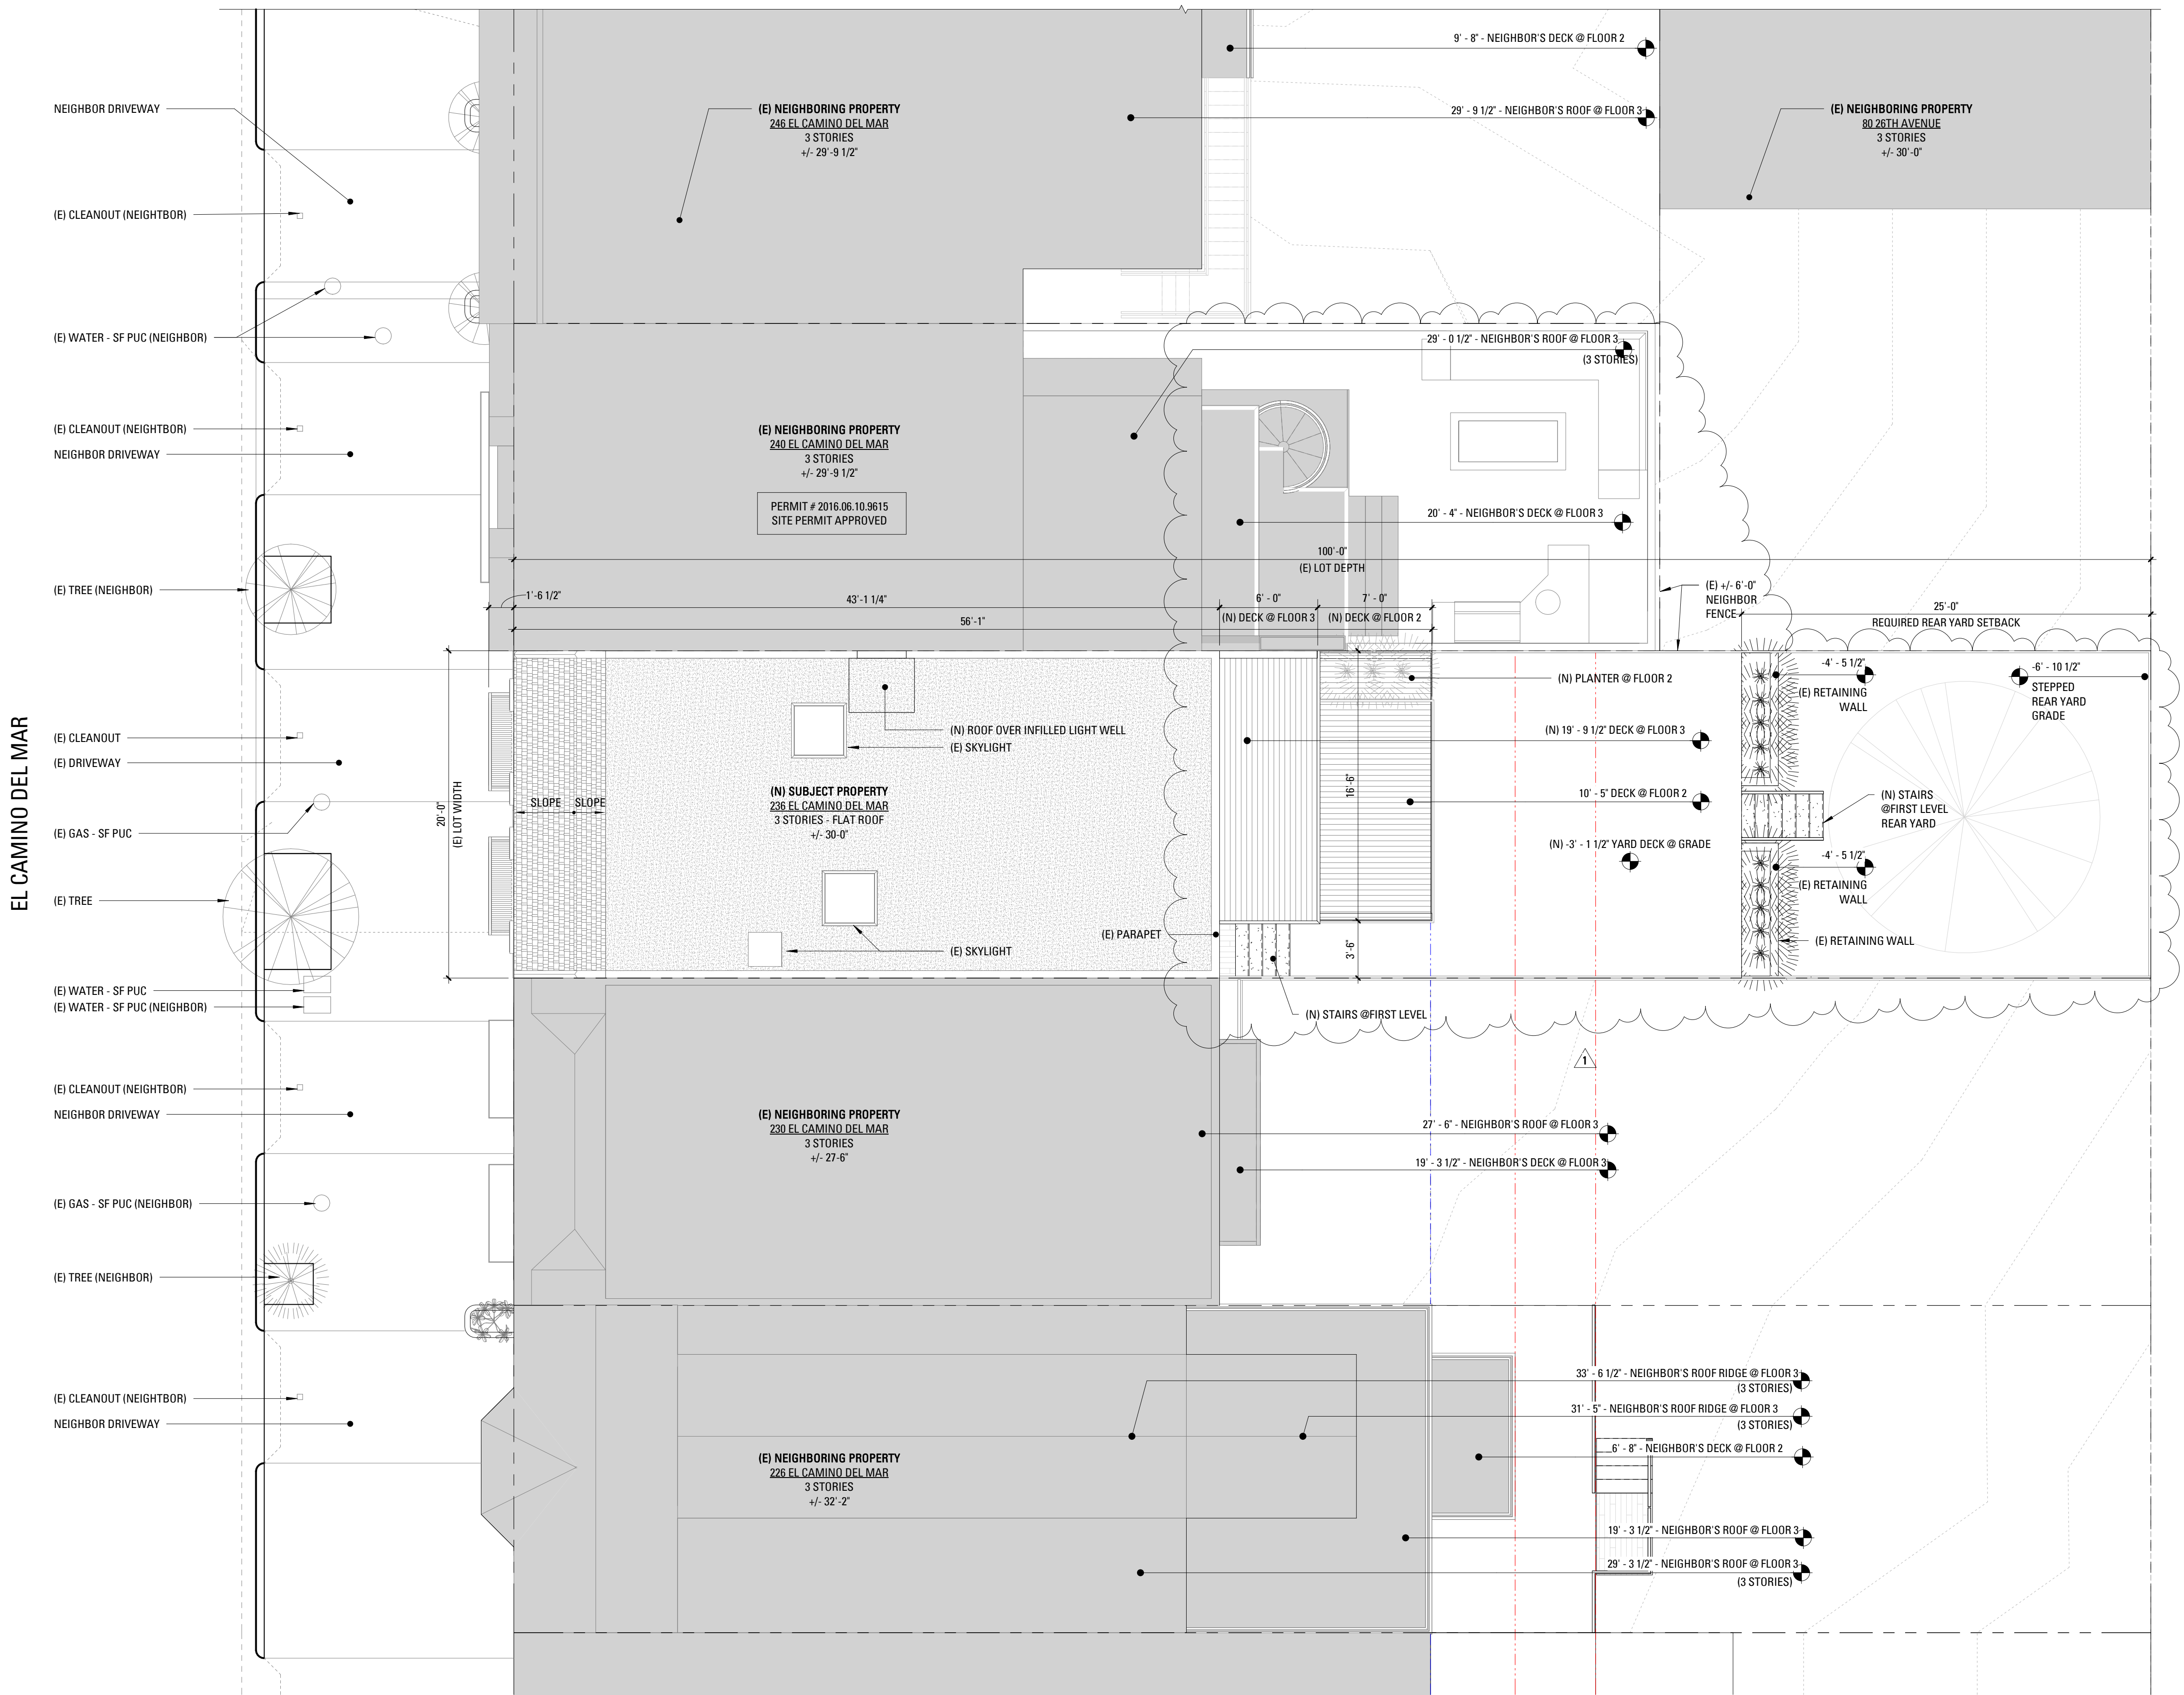 EL CAMINO DEL MAR
NEIGHBOR DRIVEWAY
(E) CLEANOUT (NEIGHTBOR)
(E) WATER - SF PUC (NEIGHBOR)
(E) CLEANOUT (NEIGHTBOR)
NEIGHBOR DRIVEWAY
(E) TREE (NEIGHBOR)
(E) CLEANOUT
(E) DRIVEWAY
(E) GAS - SF PUC
(E) TREE
(E) WATER - SF PUC
(E) WATER - SF PUC (NEIGHBOR)
(E) CLEANOUT (NEIGHTBOR)
NEIGHBOR DRIVEWAY
(E) GAS - SF PUC (NEIGHBOR)
(E) TREE (NEIGHBOR)
(E) CLEANOUT (NEIGHTBOR)
NEIGHBOR DRIVEWAY
(E) NEIGHBORING PROPERTY
246 EL CAMINO DEL MAR
3 STORIES
+/- 29'-9 1/2"
9' - 8" - NEIGHBOR'S DECK @ FLOOR 2
29' - 9 1/2" - NEIGHBOR'S ROOF @ FLOOR 3
(E) NEIGHBORING PROPERTY
80 26TH AVENUE
3 STORIES
+/- 30'-0"
(E) NEIGHBORING PROPERTY
240 EL CAMINO DEL MAR
3 STORIES
+/- 29'-9 1/2"
PERMIT # 2016.06.10.9615
SITE PERMIT APPROVED
29' - 0 1/2" - NEIGHBOR'S ROOF @ FLOOR 3
(3 STORIES)
20' - 4" - NEIGHBOR'S DECK @ FLOOR 3
100'-0"
(E) LOT DEPTH
1'-6 1/2"
43'-1 1/4"
6' - 0"
7' - 0"
(N) DECK @ FLOOR 3
(N) DECK @ FLOOR 2
56'-1"
(E) +/- 6'-0"
NEIGHBOR
FENCE
25'-0"
REQUIRED REAR YARD SETBACK
20'-0"
(E) LOT WIDTH
SLOPE
SLOPE
(N) ROOF OVER INFILLED LIGHT WELL
(E) SKYLIGHT
(N) SUBJECT PROPERTY
236 EL CAMINO DEL MAR
3 STORIES - FLAT ROOF
+/- 30-0"
(E) SKYLIGHT
(E) PARAPET
16'-6"
3'-6"
(N) PLANTER @ FLOOR 2
(N) 19' - 9 1/2" DECK @ FLOOR 3
10' - 5" DECK @ FLOOR 2
(N) -3' - 1 1/2" YARD DECK @ GRADE
-4' - 5 1/2"
(E) RETAINING
WALL
-6' - 10 1/2"
STEPPED
REAR YARD
GRADE
(N) STAIRS
@FIRST LEVEL
REAR YARD
-4' - 5 1/2"
(E) RETAINING
WALL
(E) RETAINING WALL
(N) STAIRS @FIRST LEVEL
1
(E) NEIGHBORING PROPERTY
230 EL CAMINO DEL MAR
3 STORIES
+/- 27-6"
27' - 6" - NEIGHBOR'S ROOF @ FLOOR 3
19' - 3 1/2" - NEIGHBOR'S DECK @ FLOOR 3
(E) NEIGHBORING PROPERTY
226 EL CAMINO DEL MAR
3 STORIES
+/- 32'-2"
33' - 6 1/2" - NEIGHBOR'S ROOF RIDGE @ FLOOR 3
(3 STORIES)
31' - 5" - NEIGHBOR'S ROOF RIDGE @ FLOOR 3
(3 STORIES)
6' - 8" - NEIGHBOR'S DECK @ FLOOR 2
19' - 3 1/2" - NEIGHBOR'S ROOF @ FLOOR 3
29' - 3 1/2" - NEIGHBOR'S ROOF @ FLOOR 3
(3 STORIES)